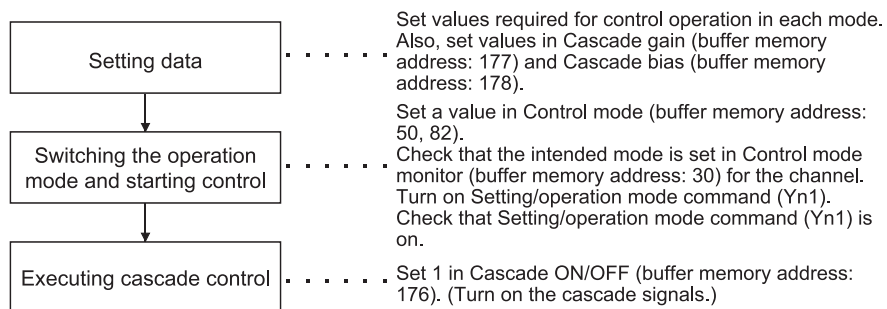 Setting data
Set values required for control operation in each mode.
Also, set values in Cascade gain (buffer memory
address: 177) and Cascade bias (buffer memory
address: 178).
Switching the operation
mode and starting control
Set a value in Control mode (buffer memory address:
50, 82).
Check that the intended mode is set in Control mode
monitor (buffer memory address: 30) for the channel.
Turn on Setting/operation mode command (Yn1).
Check that Setting/operation mode command (Yn1) is
on.
Executing cascade control
Set 1 in Cascade ON/OFF (buffer memory address:
176). (Turn on the cascade signals.)